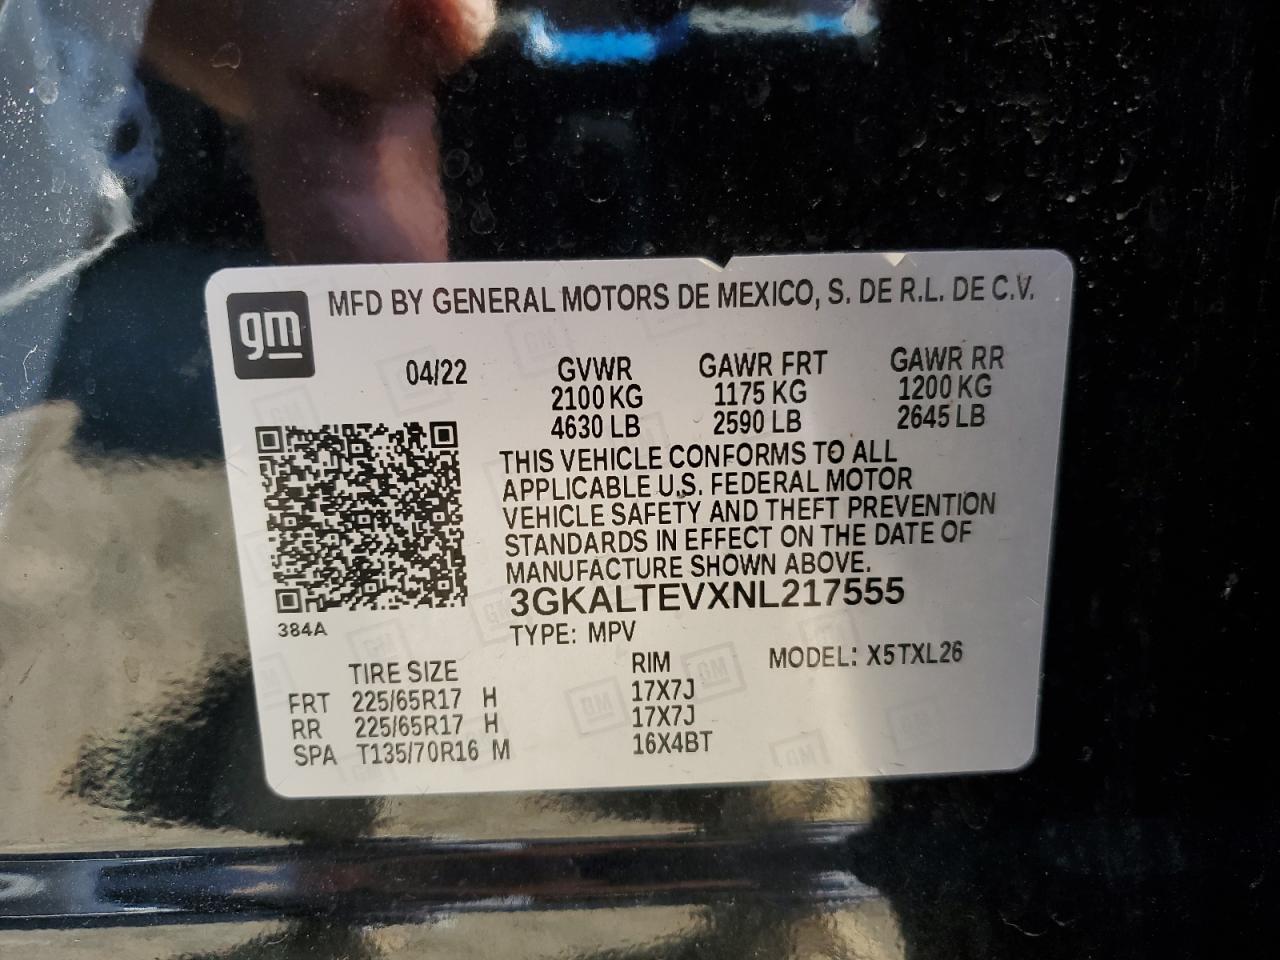 gm
MFD BY GENERAL MOTORS DE MEXICO, S. DE R.L. DE C.V.
04/22 GVWR GAWR FRT GAWR RR
2100 KG 1175 KG 1200 KG
4630 LB 2590 LB 2645 LB
THIS VEHICLE CONFORMS TO ALL
APPLICABLE U.S. FEDERAL MOTOR
VEHICLE SAFETY AND THEFT PREVENTION
STANDARDS IN EFFECT ON THE DATE OF
MANUFACTURE SHOWN ABOVE.
3GKALTEVXNL217555
384A
TYPE: MPV
MODEL: X5TXL26
TIRE SIZE RIM
FRT 225/65R17 H 17X7J
RR 225/65R17 H 17X7J
SPA T135/70R16 M 16X4BT